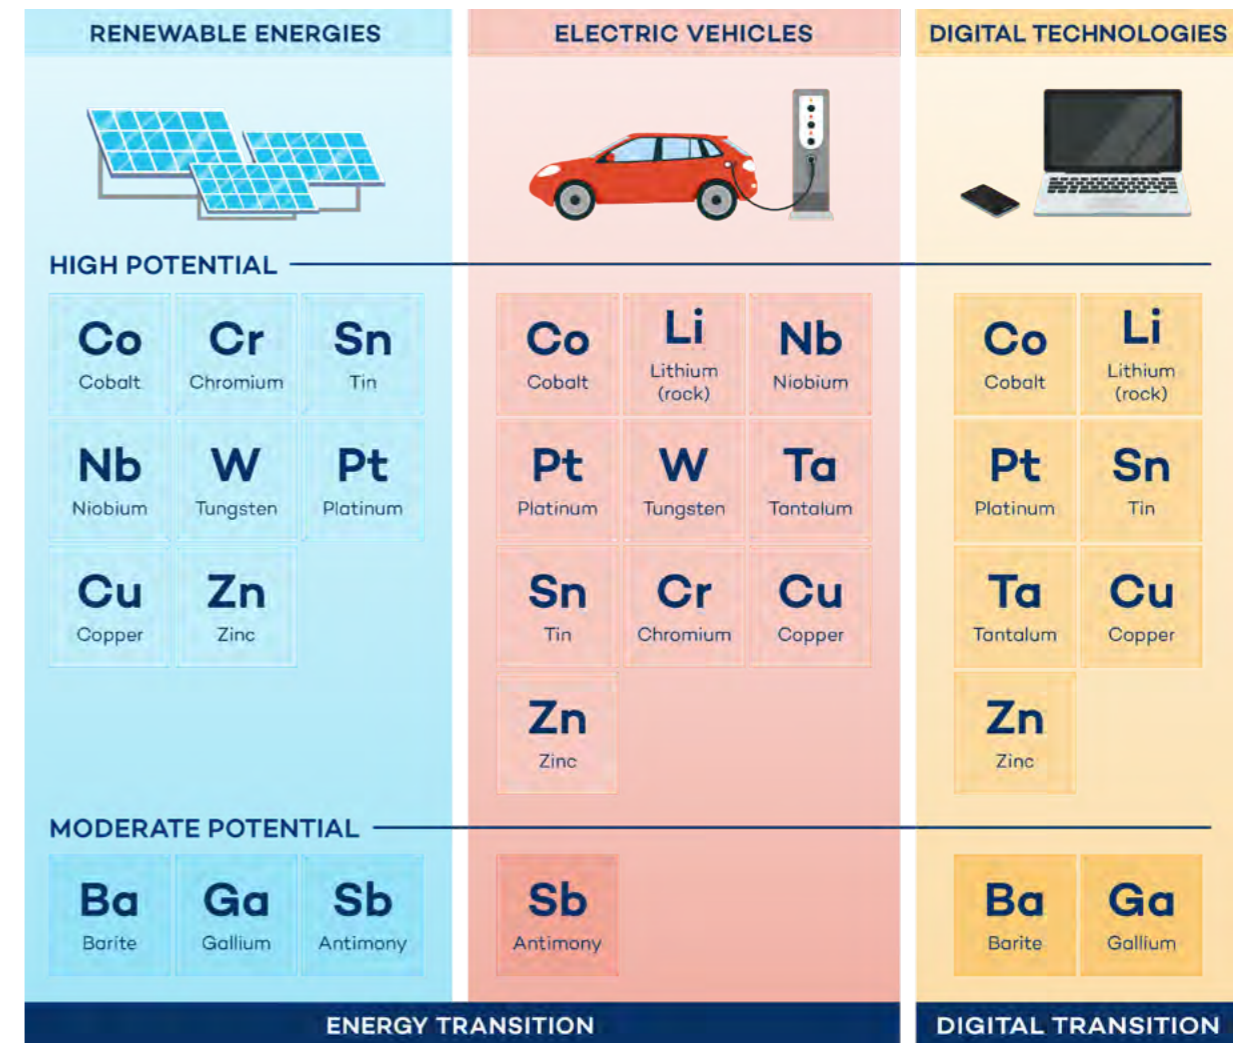 RENEWABLE ENERGIES
ELECTRIC VEHICLES
DIGITAL TECHNOLOGIES
HIGH POTENTIAL
Co
Cobalt
Cr
Chromium
Sn
Tin
Nb
Niobium
W
Tungsten
Pt
Platinum
Cu
Copper
Zn
Zinc
Co
Cobalt
Li
Lithium
(rock)
Nb
Niobium
Pt
Platinum
W
Tungsten
Ta
Tantalum
Sn
Tin
Cr
Chromium
Cu
Copper
Zn
Zinc
Co
Cobalt
Li
Lithium
(rock)
Pt
Platinum
Sn
Tin
Ta
Tantalum
Cu
Copper
Zn
Zinc
MODERATE POTENTIAL
Ba
Barite
Ga
Gallium
Sb
Antimony
Sb
Antimony
Ba
Barite
Ga
Gallium
ENERGY TRANSITION
DIGITAL TRANSITION